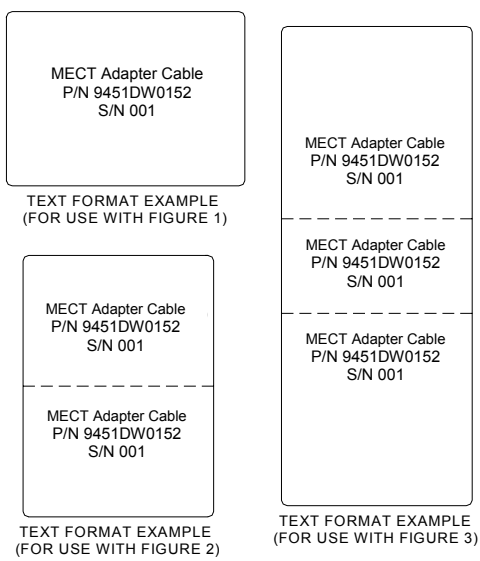 MECT Adapter Cable
P/N 9451DW0152
S/N 001
TEXT FORMAT EXAMPLE
(FOR USE WITH FIGURE 1)
MECT Adapter Cable
P/N 9451DW0152
S/N 001
MECT Adapter Cable
P/N 9451DW0152
S/N 001
TEXT FORMAT EXAMPLE
(FOR USE WITH FIGURE 2)
MECT Adapter Cable
P/N 9451DW0152
S/N 001
MECT Adapter Cable
P/N 9451DW0152
S/N 001
MECT Adapter Cable
P/N 9451DW0152
S/N 001
TEXT FORMAT EXAMPLE
(FOR USE WITH FIGURE 3)